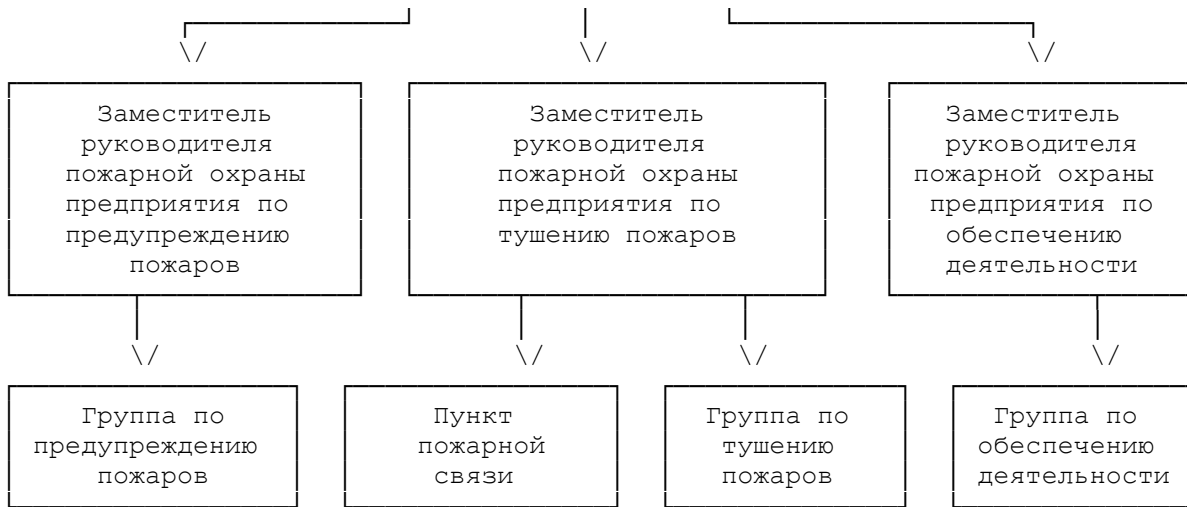 Заместитель
руководителя
пожарной охраны
предприятия по
предупреждению
пожаров
Заместитель
руководителя
пожарной охраны
предприятия по
тушению пожаров
Заместитель
руководителя
пожарной охраны
предприятия по
обеспечению
деятельности
Группа по
предупреждению
пожаров
Пункт
пожарной
связи
Группа по
тушению
пожаров
Группа по
обеспечению
деятельности